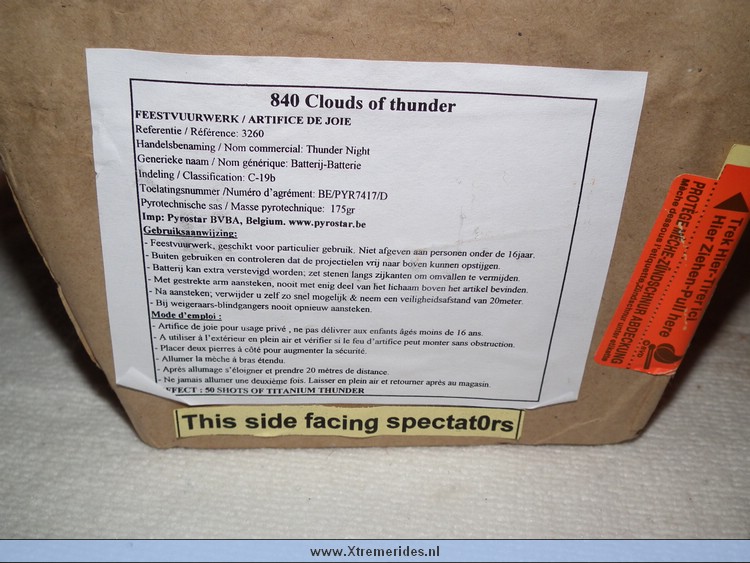 840 Clouds of thunder
FEESTVUURWERK / ARTIFICE DE JOIE
Referentie / Référence: 3260
Handelsbenaming / Nom commercial: Thunder Night
Generieke naam / Nom générique: Batterij-Batterie
Indeling / Classification: C-19b
Toelatingsnummer /Numéro d'agrément: BE/PYR7417/D
Pyrotechnische sas / Masse pyrotechnique: 175gr
Imp: Pyrostar BVBA, Belgium. www.pyrostar.be
Gebruiksaanwijzing:
- Feestvuurwerk, geschikt voor particulier gebruik. Niet afgeven aan personen onder de 16jaar.
- Buiten gebruiken en controleren dat de projectielen vrij naar boven kunnen opstijgen.
- Batterij kan extra verstevigd worden; zet stenen langs zijkanten om omvallen te vermijden.
- Met gestrekte arm aansteken, nooit met enig deel van het lichaam boven het artikel bevinden.
- Na aansteken; verwijder u zelf zo snel mogelijk & neem een veiligheidsafstand van 20meter.
- Bij weigeraars-blindgangers nooit opnieuw aansteken.
Mode d'emploi :
- Artifice de joie pour usage privé , ne pas délivrer aux enfants âgés moins de 16 ans.
- A utiliser à l'extérieur en plein air et vérifier si le feu d'artifice peut monter sans obstruction.
- Placer deux pierres à côté pour augmenter la sécurité.
- Allumer la mèche à bras étendu.
- Après allumage s'éloigner et prendre 20 mètres de distance.
- Ne jamais allumer une deuxième fois. Laisser en plein air et retourner après au magasin.
EFFECT : 50 SHOTS OF TITANIUM THUNDER
This side facing spectat0rs
Trek Hier-Tirer ici
Hier Ziehen-Pull here
PROTEGE-MECHE-ZÜNDSCHNUR ABDECKUNG
Mèche dessous l'étiquette,Zündschnur unter etikette
www.Xtremerides.nl